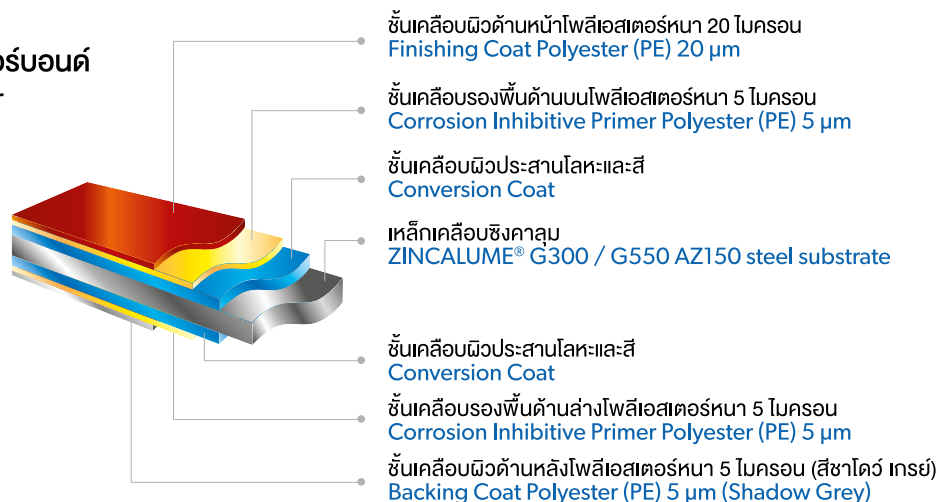 ชั้นเคลือบผิวด้านหน้าโพลีเอสเตอร์หนา 20 ไมครอน
Finishing Coat Polyester (PE) 20 µm
ชั้นเคลือบรองพื้นด้านบนโพลีเอสเตอร์หนา 5 ไมครอน
Corrosion Inhibitive Primer Polyester (PE) 5 µm
ชั้นเคลือบผิวประสานโลหะและสี
Conversion Coat
เหล็กเคลือบซิงคาลุม
ZINCALUME® G300 / G550 AZ150 steel substrate
ชั้นเคลือบผิวประสานโลหะและสี
Conversion Coat
ชั้นเคลือบรองพื้นด้านล่างโพลีเอสเตอร์หนา 5 ไมครอน
Corrosion Inhibitive Primer Polyester (PE) 5 µm
ชั้นเคลือบผิวด้านหลังโพลีเอสเตอร์หนา 5 ไมครอน (สีชาโดว์ เกรย์)
Backing Coat Polyester (PE) 5 µm (Shadow Grey)